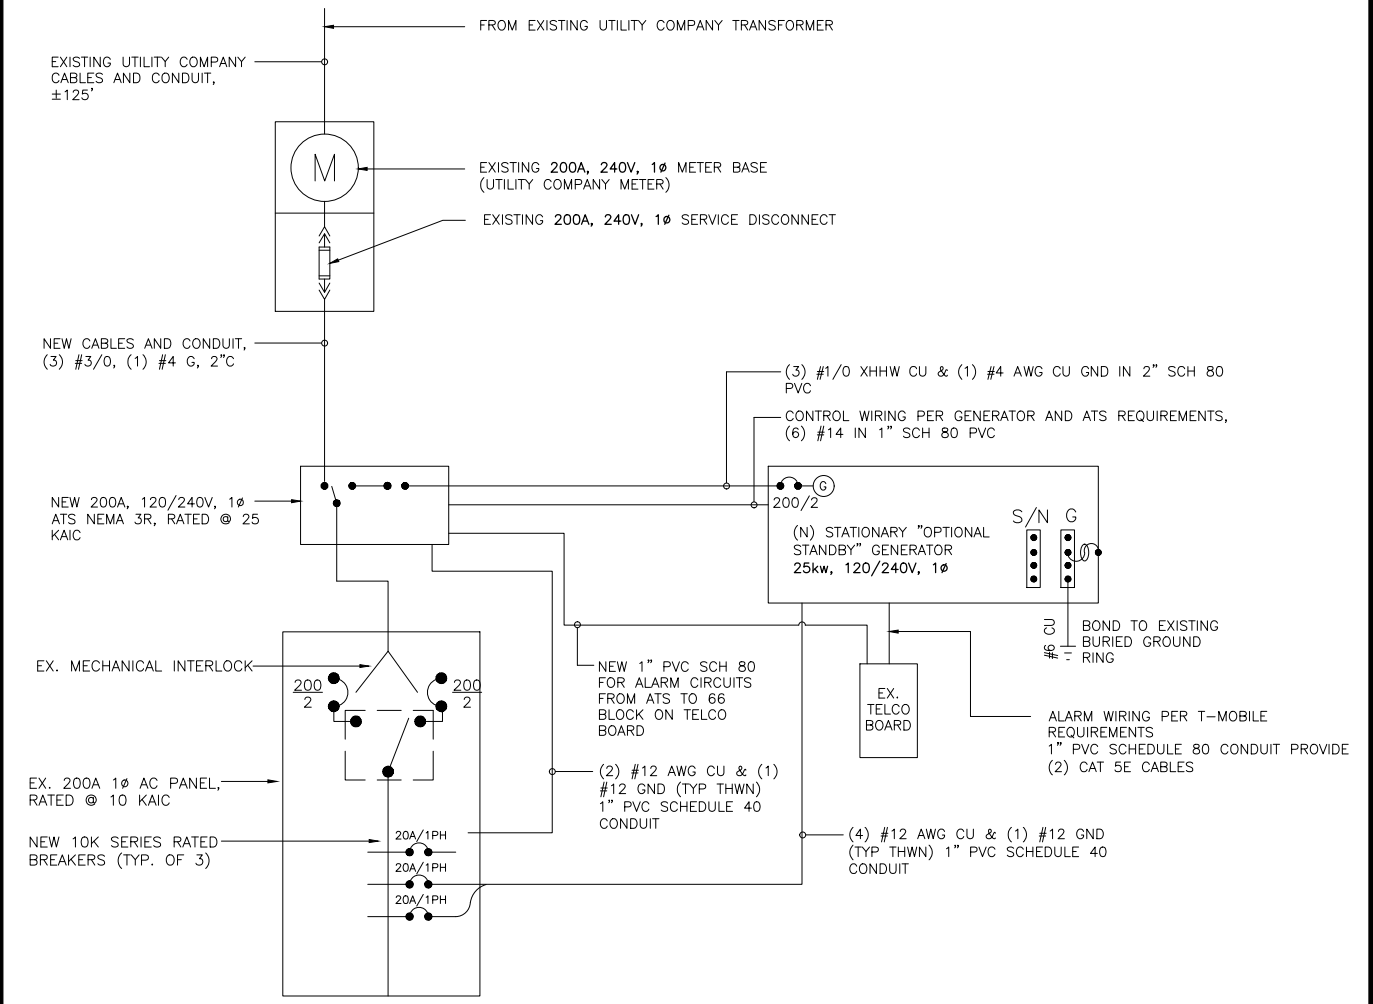 FROM EXISTING UTILITY COMPANY TRANSFORMER
EXISTING UTILITY COMPANY
CABLES AND CONDUIT,
±125'
M
EXISTING 200A, 240V, 1ø METER BASE
(UTILITY COMPANY METER)
EXISTING 200A, 240V, 1ø SERVICE DISCONNECT
NEW CABLES AND CONDUIT,
(3) #3/0, (1) #4 G, 2"C
(3) #1/0 XHHW CU & (1) #4 AWG CU GND IN 2" SCH 80
PVC
CONTROL WIRING PER GENERATOR AND ATS REQUIREMENTS,
(6) #14 IN 1" SCH 80 PVC
NEW 200A, 120/240V, 1ø
ATS NEMA 3R, RATED @ 25
KAIC
G
200/2
S/N G
(N) STATIONARY "OPTIONAL
STANDBY" GENERATOR
25kw, 120/240V, 1ø
#6 CU
BOND TO EXISTING
BURIED GROUND
RING
EX. MECHANICAL INTERLOCK
200
2
200
2
NEW 1" PVC SCH 80
FOR ALARM CIRCUITS
FROM ATS TO 66
BLOCK ON TELCO
BOARD
EX.
TELCO
BOARD
ALARM WIRING PER T-MOBILE
REQUIREMENTS
1" PVC SCHEDULE 80 CONDUIT PROVIDE
(2) CAT 5E CABLES
EX. 200A 1ø AC PANEL,
RATED @ 10 KAIC
(2) #12 AWG CU & (1)
#12 GND (TYP THWN)
1" PVC SCHEDULE 40
CONDUIT
NEW 10K SERIES RATED
BREAKERS (TYP. OF 3)
20A/1PH
20A/1PH
20A/1PH
(4) #12 AWG CU & (1) #12 GND
(TYP THWN) 1" PVC SCHEDULE 40
CONDUIT